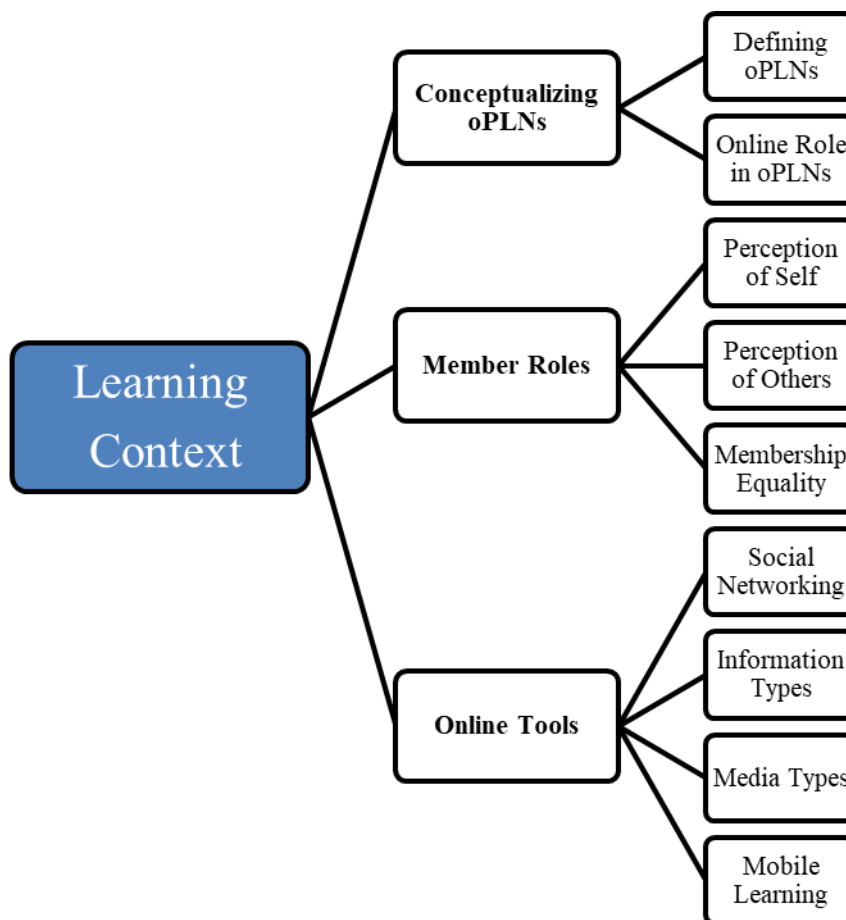 Learning
Context
Conceptualizing
oPLNs
Defining
oPLNs
Online Role
in oPLNs
Member Roles
Perception
of Self
Perception
of Others
Membership
Equality
Online Tools
Social
Networking
Information
Types
Media Types
Mobile
Learning